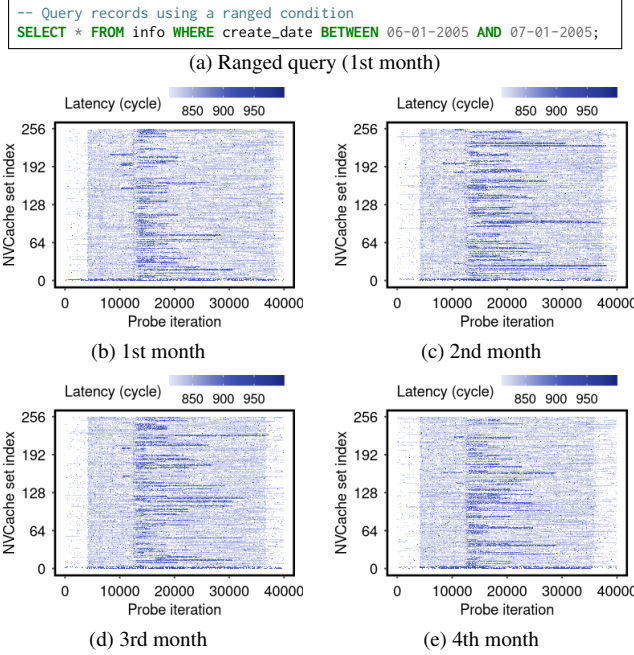 -- Query records using a ranged condition
SELECT * FROM info WHERE create_date BETWEEN 06-01-2005 AND 07-01-2005;
(a) Ranged query (1st month)
Latency (cycle)
850 900 950
NVCache set index
256
192
128
64
0
0 10000 20000 30000 40000
Probe iteration
(b) 1st month
Latency (cycle)
850 900 950
NVCache set index
256
192
128
64
0
0 10000 20000 30000 40000
Probe iteration
(c) 2nd month
Latency (cycle)
850 900 950
NVCache set index
256
192
128
64
0
0 10000 20000 30000 40000
Probe iteration
(d) 3rd month
Latency (cycle)
850 900 950
NVCache set index
256
192
128
64
0
0 10000 20000 30000 40000
Probe iteration
(e) 4th month